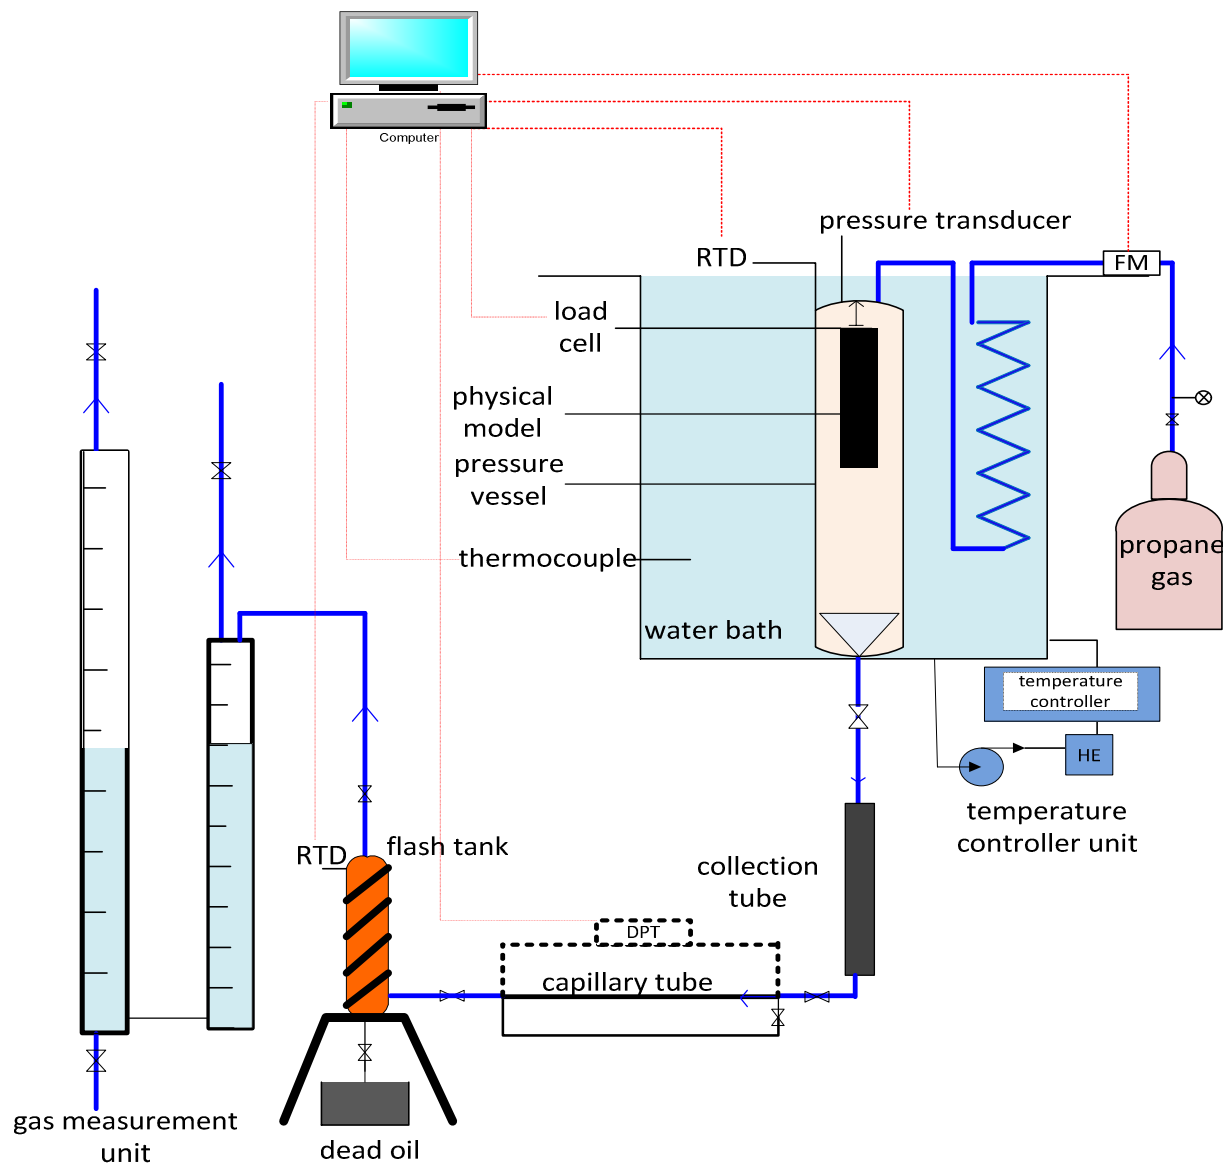 Computer
pressure transducer
RTD
FM
load
cell
physical
model
pressure
vessel
propane
gas
thermocouple
water bath
temperature
controller
HE
temperature
controller unit
flash tank
RTD
collection
tube
DPT
capillary tube
gas measurement
unit
dead oil